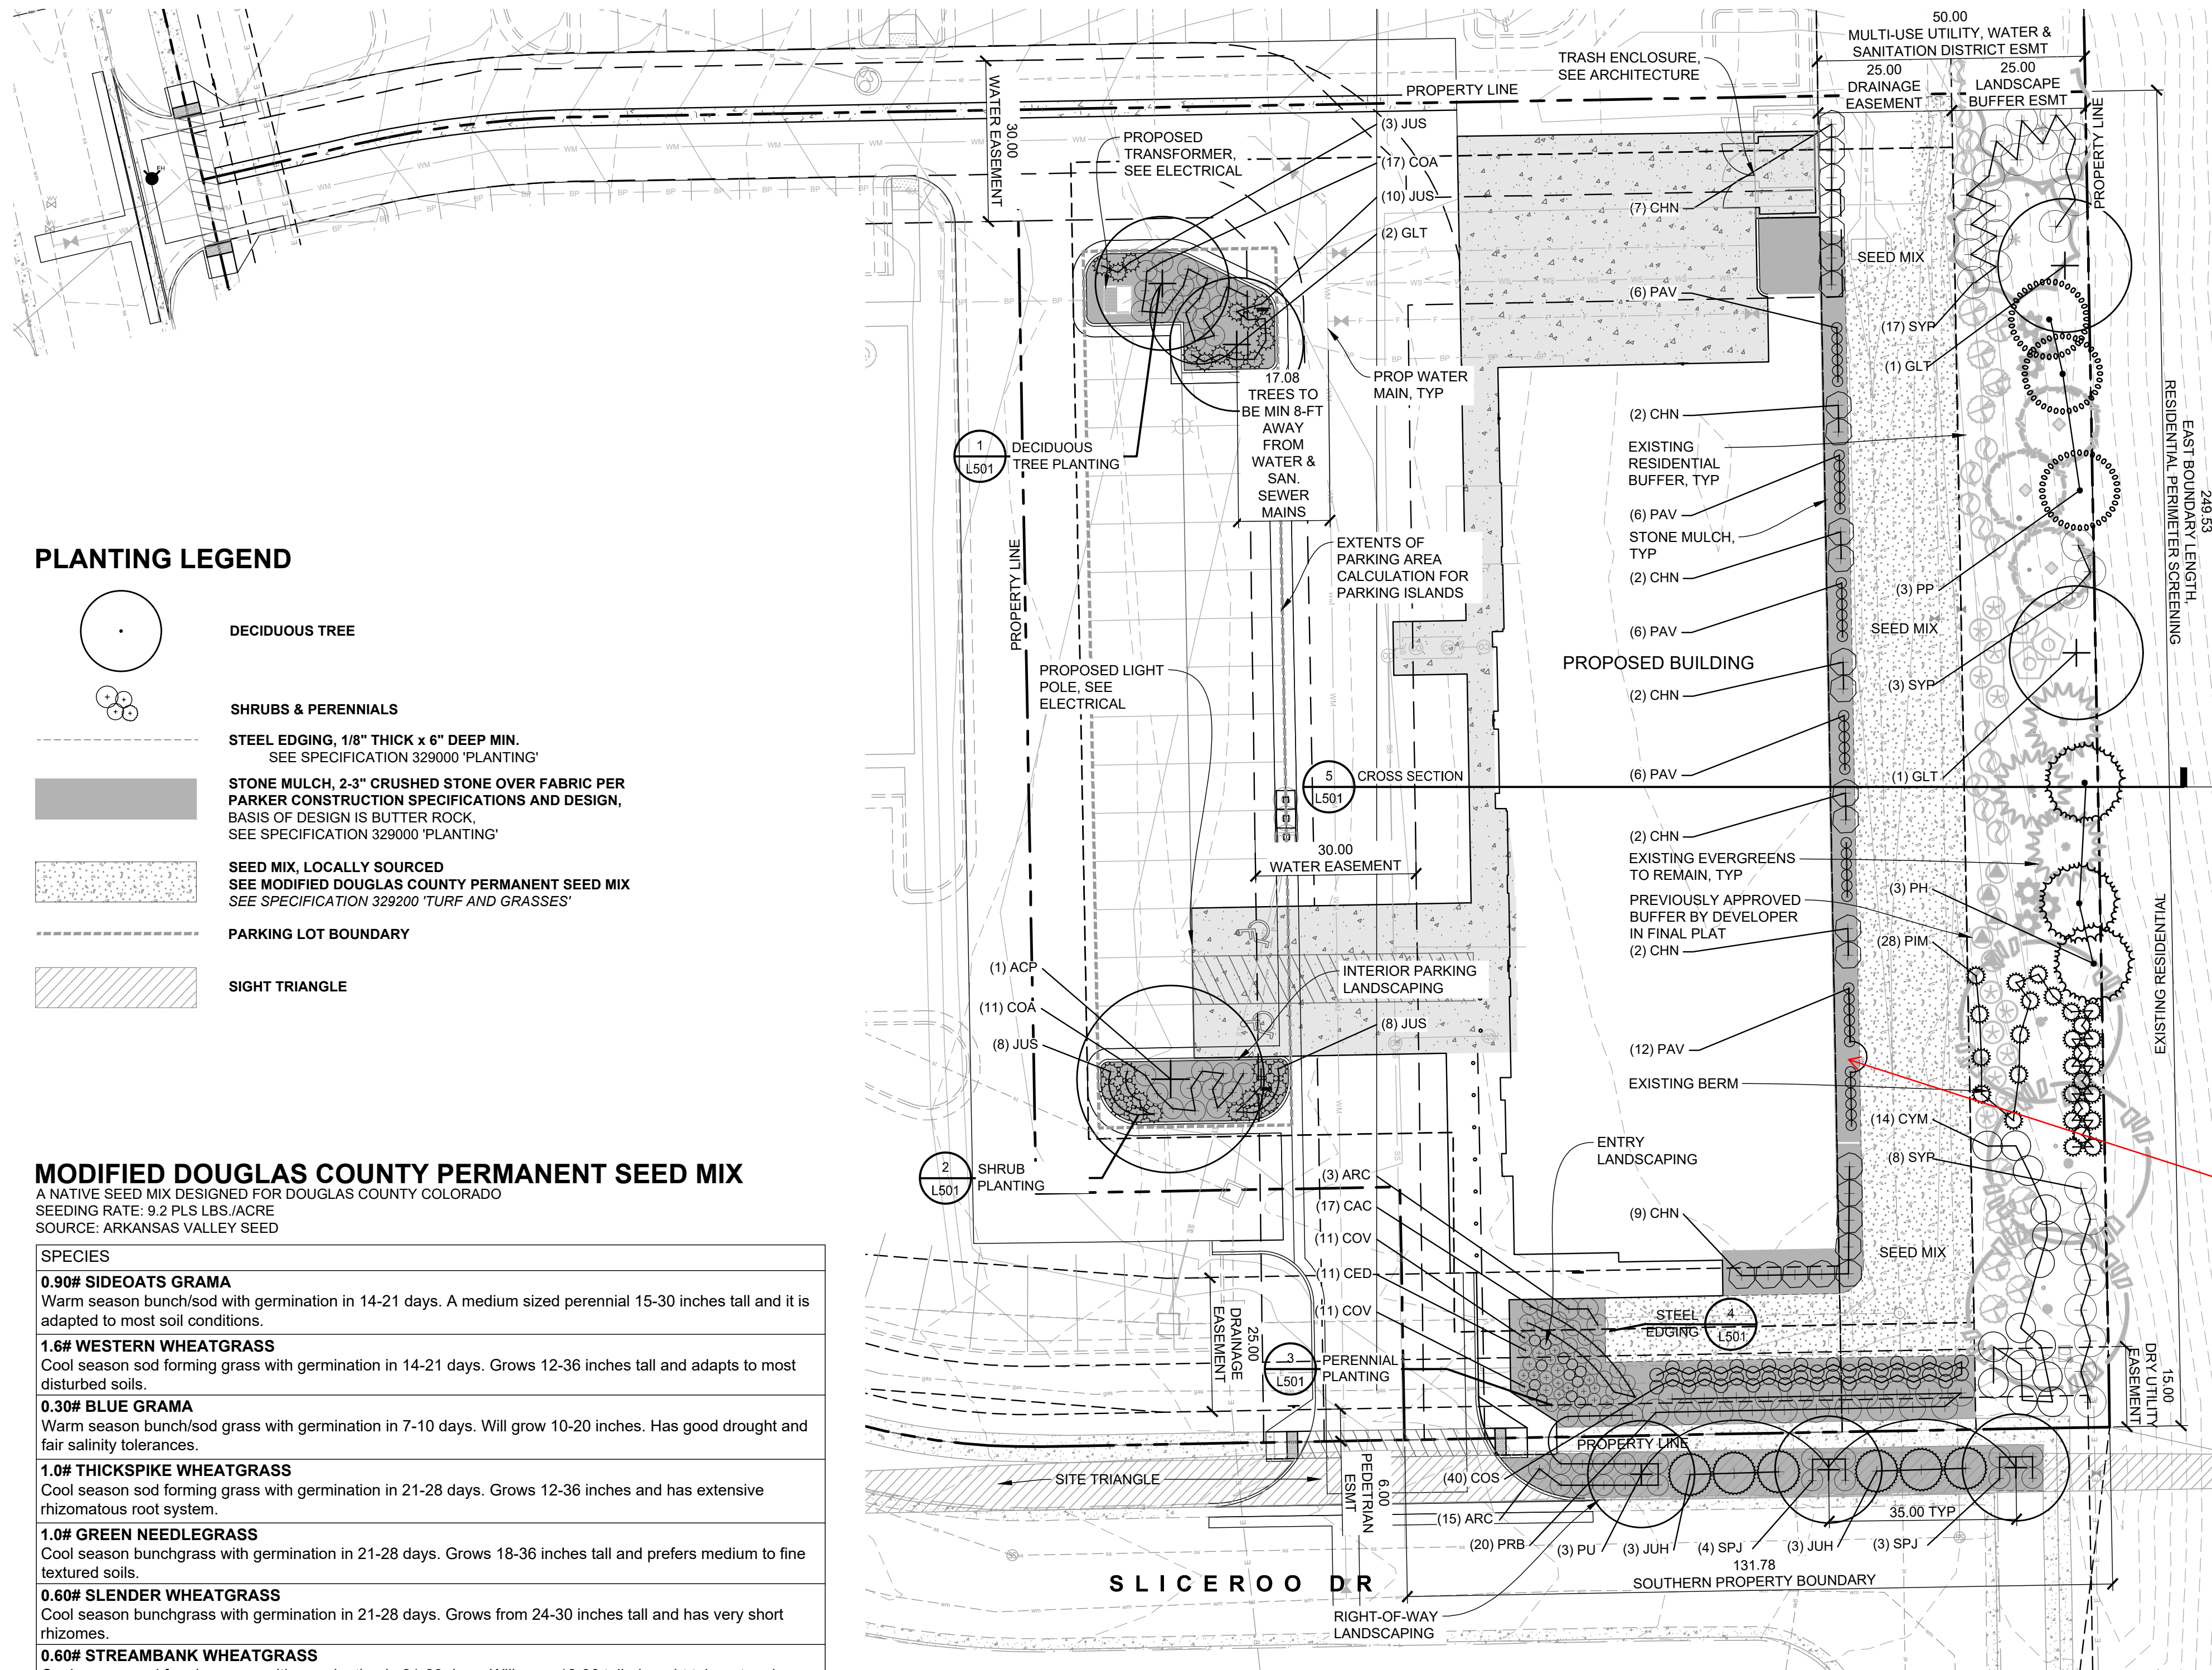 50.00
MULTI-USE UTILITY, WATER &
SANITATION DISTRICT ESMT
25.00
DRAINAGE
EASEMENT
25.00
LANDSCAPE
BUFFER ESMT
TRASH ENCLOSURE,
SEE ARCHITECTURE
PROPERTY LINE
PROPERTY LINE
30.00
WATER EASEMENT
PROPOSED
TRANSFORMER,
SEE ELECTRICAL
(3) JUS
(17) COA
(10) JUS
(2) GLT
(7) CHN
SEED MIX
(6) PAV
(17) SYP
(1) GLT
17.08
TREES TO
BE MIN 8-FT
AWAY
FROM
WATER &
SAN.
SEWER
MAINS
PROP WATER
MAIN, TYP
(2) CHN
EXISTING
RESIDENTIAL
BUFFER, TYP
1
L501
DECIDUOUS
TREE PLANTING
(6) PAV
STONE MULCH,
TYP
(2) CHN
249.53
EAST BOUNDARY LENGTH,
RESIDENTIAL PERIMETER SCREENING
PROPERTY LINE
EXTENTS OF
PARKING AREA
CALCULATION FOR
PARKING ISLANDS
(3) PP
(6) PAV
SEED MIX
PROPOSED BUILDING
PROPOSED LIGHT
POLE, SEE
ELECTRICAL
(2) CHN
(3) SYP
(6) PAV
(1) GLT
5
L501
CROSS SECTION
(2) CHN
30.00
WATER EASEMENT
EXISTING EVERGREENS
TO REMAIN, TYP
(3) PH
PREVIOUSLY APPROVED
BUFFER BY DEVELOPER
IN FINAL PLAT
(28) PIM
(2) CHN
EXISTING RESIDENTIAL
(1) ACP
(11) COA
(8) JUS
INTERIOR PARKING
LANDSCAPING
(8) JUS
(12) PAV
EXISTING BERM
(14) CYM
(8) SYP
2
L501
SHRUB
PLANTING
ENTRY
LANDSCAPING
(3) ARC
(17) CAC
(11) COV
(11) CED
(11) COV
(9) CHN
SEED MIX
STEEL
EDGING
4
L501
25.00
DRAINAGE
EASEMENT
3
L501
PERENNIAL
PLANTING
15.00
DRY UTILITY
EASEMENT
PROPERTY LINE
SITE TRIANGLE
6.00
PEDETRIAN
ESMT
(40) COS
(15) ARC
(20) PRB
(3) PU
(3) JUH
(4) SPJ
(3) JUH
(3) SPJ
35.00 TYP
131.78
SOUTHERN PROPERTY BOUNDARY
SLICEROO DR
RIGHT-OF-WAY
LANDSCAPING
PLANTING LEGEND
DECIDUOUS TREE
SHRUBS & PERENNIALS
STEEL EDGING, 1/8" THICK x 6" DEEP MIN.
SEE SPECIFICATION 329000 'PLANTING'
STONE MULCH, 2-3" CRUSHED STONE OVER FABRIC PER
PARKER CONSTRUCTION SPECIFICATIONS AND DESIGN,
BASIS OF DESIGN IS BUTTER ROCK,
SEE SPECIFICATION 329000 'PLANTING'
SEED MIX, LOCALLY SOURCED
SEE MODIFIED DOUGLAS COUNTY PERMANENT SEED MIX
SEE SPECIFICATION 329200 'TURF AND GRASSES'
PARKING LOT BOUNDARY
SIGHT TRIANGLE
MODIFIED DOUGLAS COUNTY PERMANENT SEED MIX
A NATIVE SEED MIX DESIGNED FOR DOUGLAS COUNTY COLORADO
SEEDING RATE: 9.2 PLS LBS./ACRE
SOURCE: ARKANSAS VALLEY SEED
SPECIES
0.90# SIDEOATS GRAMA
Warm season bunch/sod with germination in 14-21 days. A medium sized perennial 15-30 inches tall and it is
adapted to most soil conditions.
1.6# WESTERN WHEATGRASS
Cool season sod forming grass with germination in 14-21 days. Grows 12-36 inches tall and adapts to most
disturbed soils.
0.30# BLUE GRAMA
Warm season bunch/sod grass with germination in 7-10 days. Will grow 10-20 inches. Has good drought and
fair salinity tolerances.
1.0# THICKSPIKE WHEATGRASS
Cool season sod forming grass with germination in 21-28 days. Grows 12-36 inches and has extensive
rhizomatous root system.
1.0# GREEN NEEDLEGRASS
Cool season bunchgrass with germination in 21-28 days. Grows 18-36 inches tall and prefers medium to fine
textured soils.
0.60# SLENDER WHEATGRASS
Cool season bunchgrass with germination in 21-28 days. Grows from 24-30 inches tall and has very short
rhizomes.
0.60# STREAMBANK WHEATGRASS